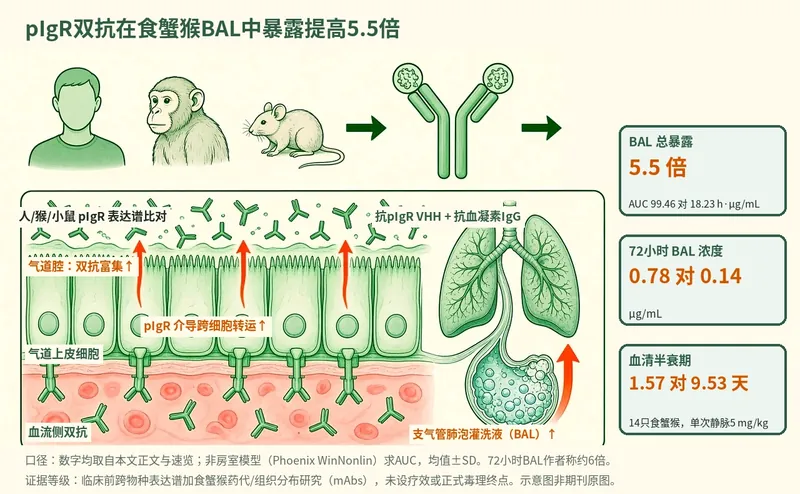 pIgR双抗在食蟹猴BAL中暴露提高5.5倍
BAL 总暴露
5.5 倍
AUC 99.46 对 18.23 h·μg/mL
72小时 BAL 浓度
0.78 对 0.14
μg/mL
血清半衰期
1.57 对 9.53 天
14只食蟹猴，单次静脉5 mg/kg
人/猴/小鼠 pIgR 表达谱比对
抗pIgR VHH + 抗血凝素IgG
气道腔：双抗富集↑
pIgR 介导跨细胞转运↑
气道上皮细胞
血流侧双抗
支气管肺泡灌洗液（BAL）↑
口径：数字均取自本文正文与速览；非房室模型（Phoenix WinNonlin）求AUC，均值±SD。72小时BAL作者称约6倍。
证据等级：临床前跨物种表达谱加食蟹猴药代/组织分布研究（mAbs），未设疗效或正式毒理终点。示意图非期刊原图。